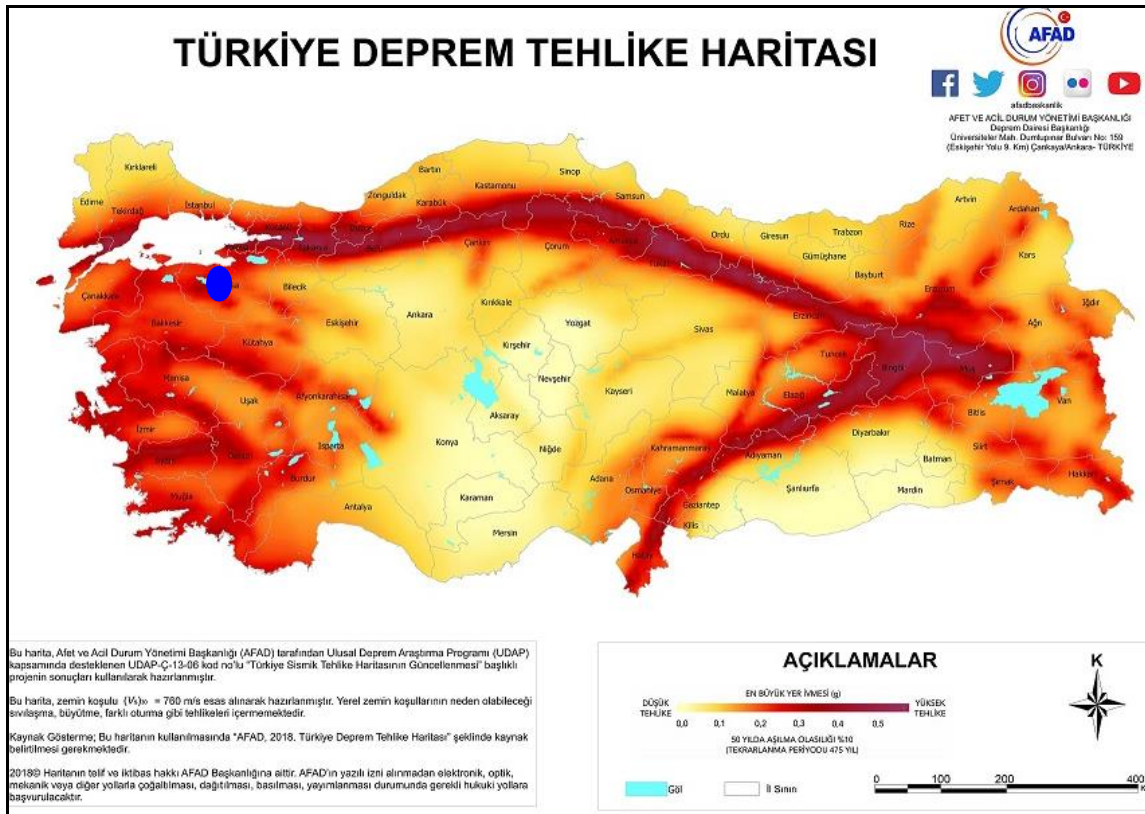 TÜRKİYE DEPREM TEHLİKE HARİTASI
AFAD
afadbaskanlik
AFET VE ACİL DURUM YÖNETİMİ BAŞKANLIĞI
Deprem Dairesi Başkanlığı
Üniversiteler Mah. Dumlupınar Bulvarı No: 159
(Eskişehir Yolu 9. Km) Çankaya/Ankara- TÜRKİYE
Kırklareli
Edirne
Tekirdağ
İstanbul
Zonguldak
Bartın
Karabük
Kastamonu
Sinop
Samsun
Ordu
Giresun
Trabzon
Rize
Artvin
Ardahan
Kars
Gümüşhane
Bayburt
Erzurum
Iğdır
Ağrı
Çankırı
Çorum
Çanakkale
Bilecik
Eskişehir
Ankara
Kırıkkale
Yozgat
Sivas
Erzincan
Tunceli
Bingöl
Muş
Balıkesir
Kütahya
Kırşehir
Nevşehir
Kayseri
Malatya
Elazığ
Bitlis
Van
Manisa
Uşak
Afyonkarahisar
Aksaray
Konya
Niğde
Kahramanmaraş
Adıyaman
Diyarbakır
Batman
Siirt
İzmir
Denizli
Isparta
Burdur
Muğla
Antalya
Karaman
Mersin
Adana
Osmaniye
Gaziantep
Kilis
Hatay
Şanlıurfa
Mardin
Şırnak
Hakkari
Bu harita, Afet ve Acil Durum Yönetimi Başkanlığı (AFAD) tarafından Ulusal Deprem Araştırma Programı (UDAP)
kapsamında desteklenen UDAP-Ç-13-06 kod no'lu "Türkiye Sismik Tehlike Haritasının Güncellenmesi" başlıklı
projenin sonuçları kullanılarak hazırlanmıştır.
Bu harita, zemin koşulu (Vs)30 = 760 m/s esas alınarak hazırlanmıştır. Yerel zemin koşullarının neden olabileceği
sıvılaşma, büyütme, farklı oturma gibi tehlikeleri içermemektedir.
Kaynak Gösterme; Bu haritanın kullanılmasında "AFAD, 2018. Türkiye Deprem Tehlike Haritası" şeklinde kaynak
belirtilmesi gerekmektedir.
2018© Haritanın telif ve iktibas hakkı AFAD Başkanlığına aittir. AFAD'ın yazılı izni alınmadan elektronik, optik,
mekanik veya diğer yollarla çoğaltılması, dağıtılması, basılması, yayımlanması durumunda gerekli hukuki yollara
başvurulacaktır.
AÇIKLAMALAR
EN BÜYÜK YER İVMESİ (g)
DÜŞÜK TEHLİKE
YÜKSEK TEHLİKE
0,0 0,1 0,2 0,3 0,4 0,5
50 YILDA AŞILMA OLASILIĞI %10
(TEKRARLANMA PERİYODU 475 YIL)
Göl
İl Sınırı
K
0 200 400